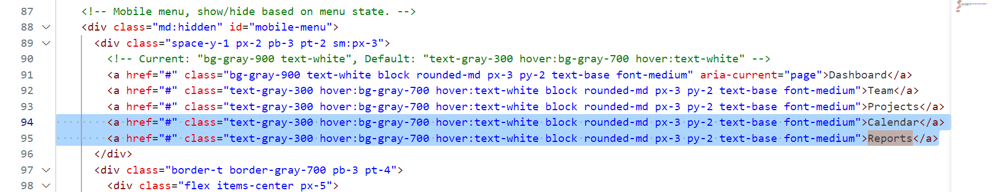 87 <!-- Mobile menu, show/hide based on menu state. -->
88 <div class="md:hidden" id="mobile-menu">
89 <div class="space-y-1 px-2 pb-3 pt-2 sm:px-3">
90 <!-- Current: "bg-gray-900 text-white", Default: "text-gray-300 hover:bg-gray-700 hover:text-white" -->
91 <a href="#" class="bg-gray-900 text-white block rounded-md px-3 py-2 text-base font-medium" aria-current="page">Dashboard</a>
92 <a href="#" class="text-gray-300 hover:bg-gray-700 hover:text-white block rounded-md px-3 py-2 text-base font-medium">Team</a>
93 <a href="#" class="text-gray-300 hover:bg-gray-700 hover:text-white block rounded-md px-3 py-2 text-base font-medium">Projects</a>
94 <a href="#" class="text-gray-300 hover:bg-gray-700 hover:text-white block rounded-md px-3 py-2 text-base font-medium">Calendar</a>
95 <a href="#" class="text-gray-300 hover:bg-gray-700 hover:text-white block rounded-md px-3 py-2 text-base font-medium">Reports</a>
96 </div>
97 <div class="border-t border-gray-700 pb-3 pt-4">
98 <div class="flex items-center px-5">